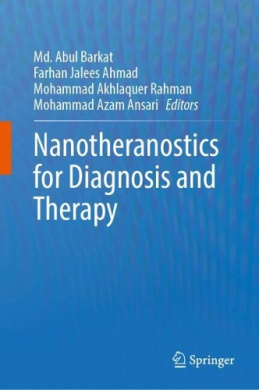 Md. Abul Barkat
Farhan Jalees Ahmad
Mohammad Akhlaquer Rahman
Mohammad Azam Ansari Editors
Nanotheranostics
for Diagnosis and
Therapy
Springer